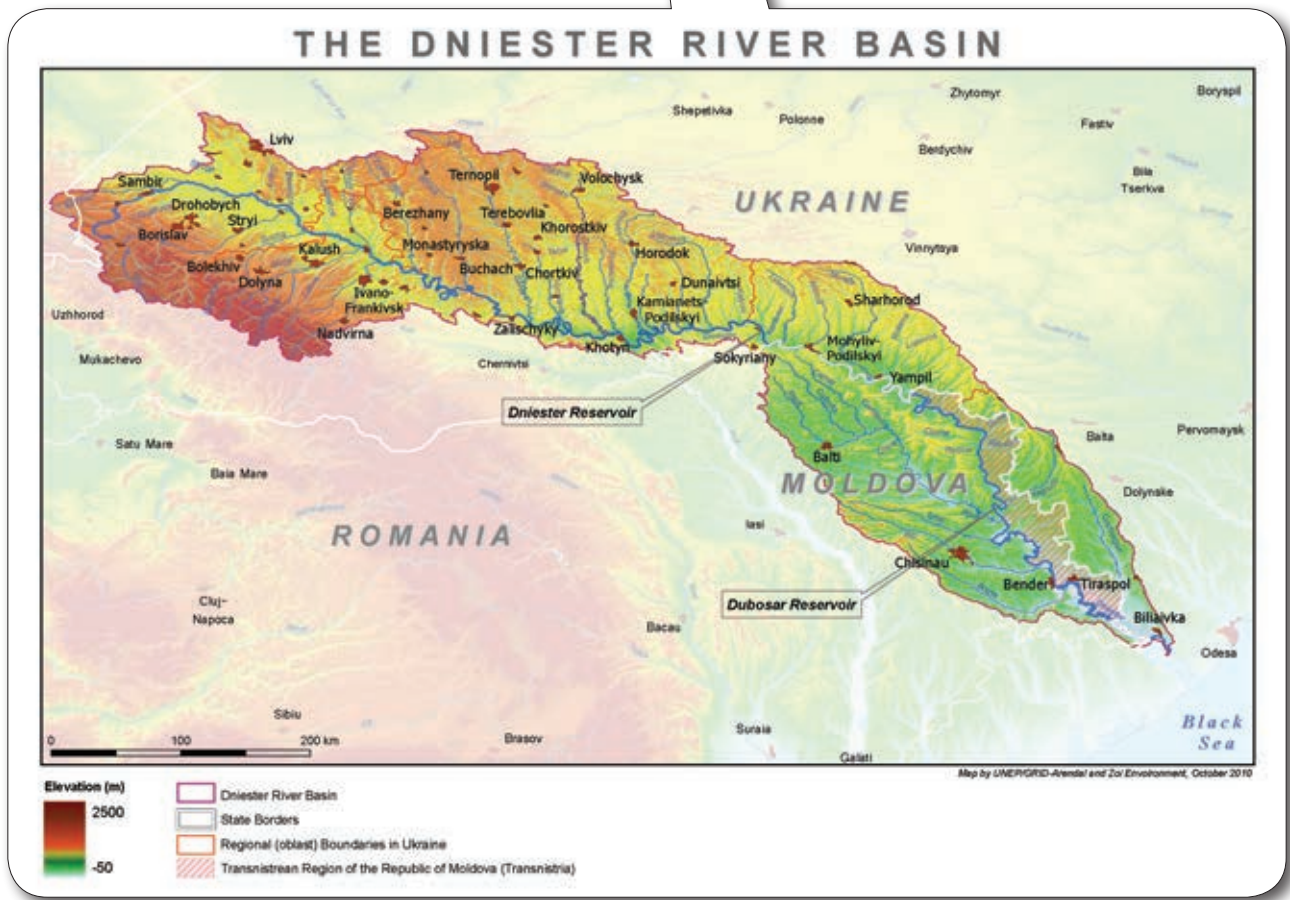 THE DNIESTER RIVER BASIN
Zhytomyr
Boryspil
Shepetivka
Polonne
Fastiv
Lviv
Berdychiv
Bila
Tserkva
Sambir
Ternopil
Volochysk
UKRAINE
Drohobych
Stryi
Berezhany
Terebovlia
Khorostkiv
Borislav
Kalush
Monastyryska
Horodok
Vinnytsya
Bolekhiv
Dolyna
Buchach
Chortkiv
Dunaivtsi
Ivano-
Frankivsk
Kamianets-
Podilskyi
Sharhorod
Uzhhorod
Nadvirna
Zalischyky
Khotyn
Mohyliv-
Podilskyi
Mukachevo
Chernivtsi
Sokyriany
Yampil
Dniester Reservoir
Satu Mare
Balta
Pervomaysk
Baia Mare
Balti
MOLDOVA
Dolynske
ROMANIA
Iasi
Chisinau
Bender
Tiraspol
Cluj-
Napoca
Dubosar Reservoir
Bacau
Biliaivka
Odesa
Sibiu
Brasov
Suraia
Galati
Black
Sea
0 100 200 km
Map by UNEP/GRID-Arendal and Zoï Environment, October 2010
Elevation (m)
2500
-50
Dniester River Basin
State Borders
Regional (oblast) Boundaries in Ukraine
Transnistrean Region of the Republic of Moldova (Transnistria)